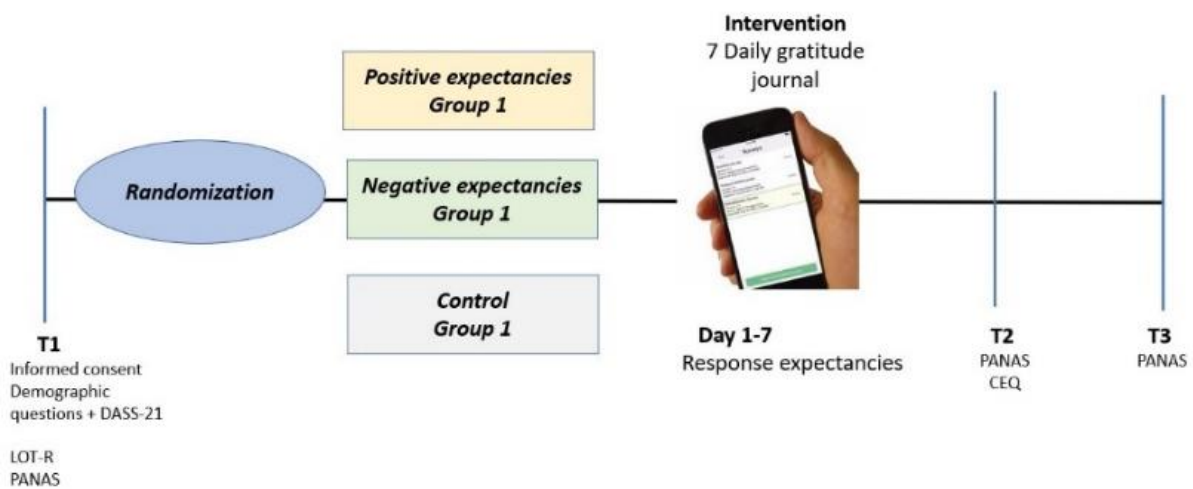 Intervention
7 Daily gratitude
journal
Positive expectancies
Group 1
Randomization
Negative expectancies
Group 1
Control
Group 1
T1
Informed consent
Demographic
questions + DASS-21
LOT-R
PANAS
Day 1-7
Response expectancies
T2
PANAS
CEQ
T3
PANAS